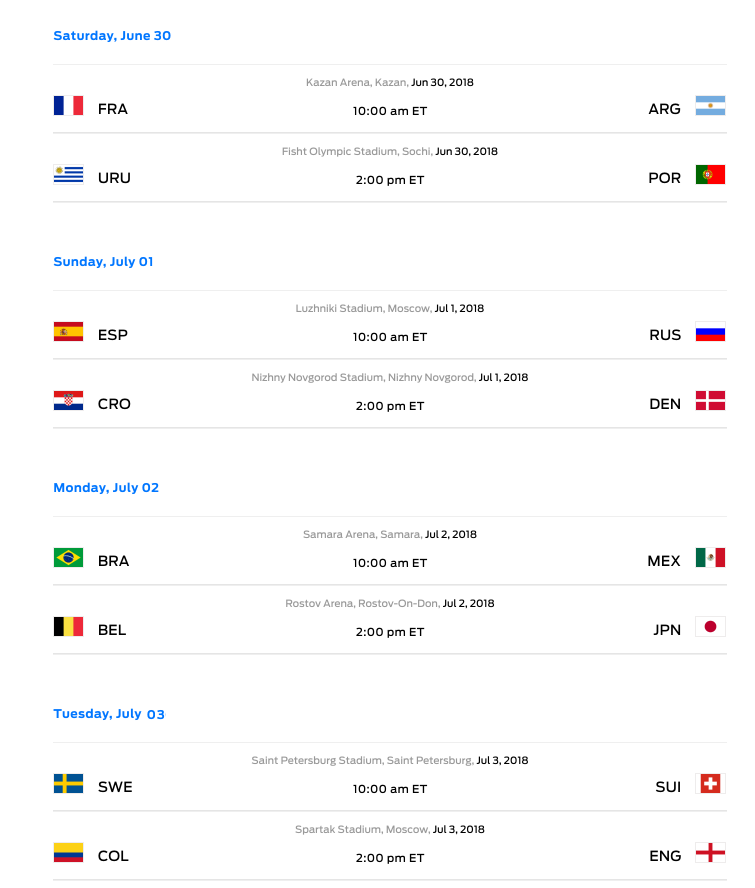 Saturday, June 30
Kazan Arena, Kazan, Jun 30, 2018
FRA 10:00 am ET ARG
Fisht Olympic Stadium, Sochi, Jun 30, 2018
URU 2:00 pm ET POR
Sunday, July 01
Luzhniki Stadium, Moscow, Jul 1, 2018
ESP 10:00 am ET RUS
Nizhny Novgorod Stadium, Nizhny Novgorod, Jul 1, 2018
CRO 2:00 pm ET DEN
Monday, July 02
Samara Arena, Samara, Jul 2, 2018
BRA 10:00 am ET MEX
Rostov Arena, Rostov-On-Don, Jul 2, 2018
BEL 2:00 pm ET JPN
Tuesday, July 03
Saint Petersburg Stadium, Saint Petersburg, Jul 3, 2018
SWE 10:00 am ET SUI
Spartak Stadium, Moscow, Jul 3, 2018
COL 2:00 pm ET ENG